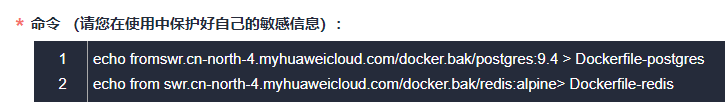 * 命令 （请您在使用中保护好自己的敏感信息）：
1 echo fromswr.cn-north-4.myhuaweicloud.com/docker.bak/postgres:9.4 > Dockerfile-postgres
2 echo from swr.cn-north-4.myhuaweicloud.com/docker.bak/redis:alpine> Dockerfile-redis